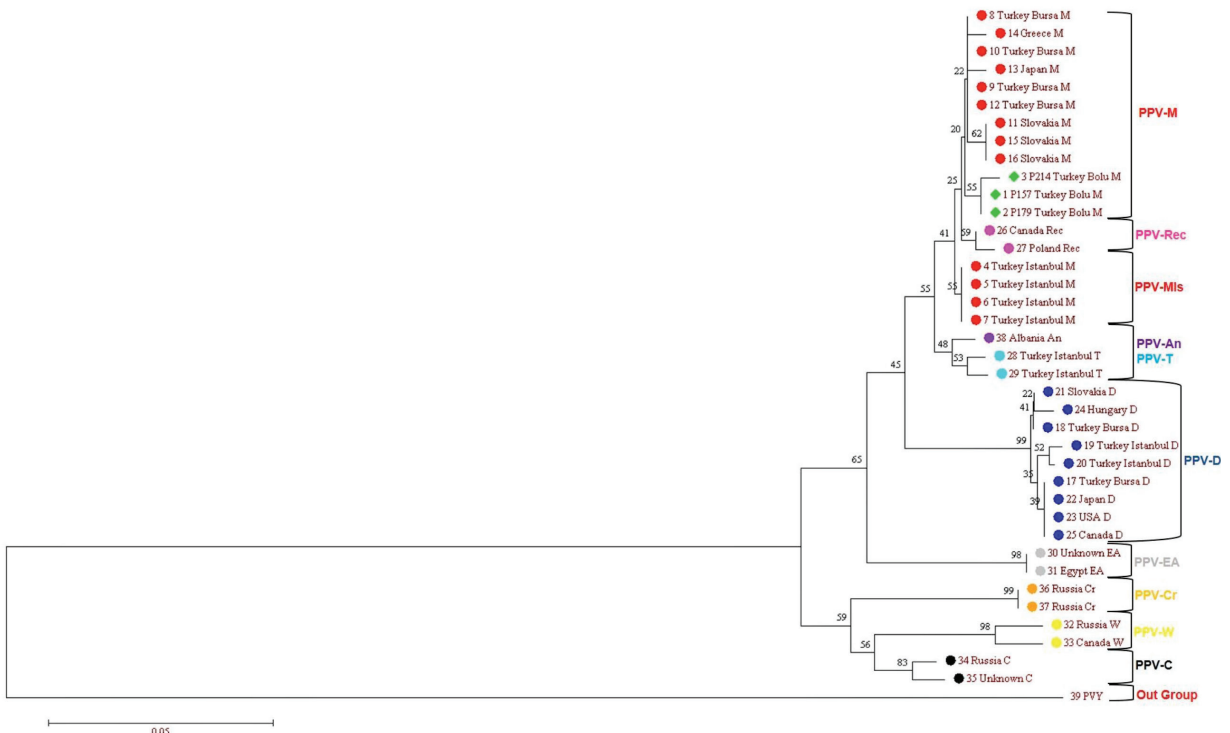 8 Turkey Bursa M
14 Greece M
10 Turkey Bursa M
13 Japan M
22
9 Turkey Bursa M
12 Turkey Bursa M
PPV-M
11 Slovakia M
20
62
15 Slovakia M
16 Slovakia M
3 P214 Turkey Bolu M
25
55
1 P157 Turkey Bolu M
2 P179 Turkey Bolu M
26 Canada Rec
41
59
PPV-Rec
27 Poland Rec
4 Turkey Istanbul M
55
55
5 Turkey Istanbul M
PPV-MIs
6 Turkey Istanbul M
7 Turkey Istanbul M
38 Albania An
PPV-An
48
28 Turkey Istanbul T
PPV-T
53
45
29 Turkey Istanbul T
22
21 Slovakia D
41
24 Hungary D
18 Turkey Bursa D
99
52
19 Turkey Istanbul D
65
20 Turkey Istanbul D
PPV-D
35
17 Turkey Bursa D
39
22 Japan D
23 USA D
25 Canada D
98
30 Unknown EA
PPV-EA
31 Egypt EA
99
36 Russia Cr
PPV-Cr
37 Russia Cr
59
98
32 Russia W
PPV-W
33 Canada W
56
83
34 Russia C
PPV-C
35 Unknown C
39 PVY
Out Group
0.05